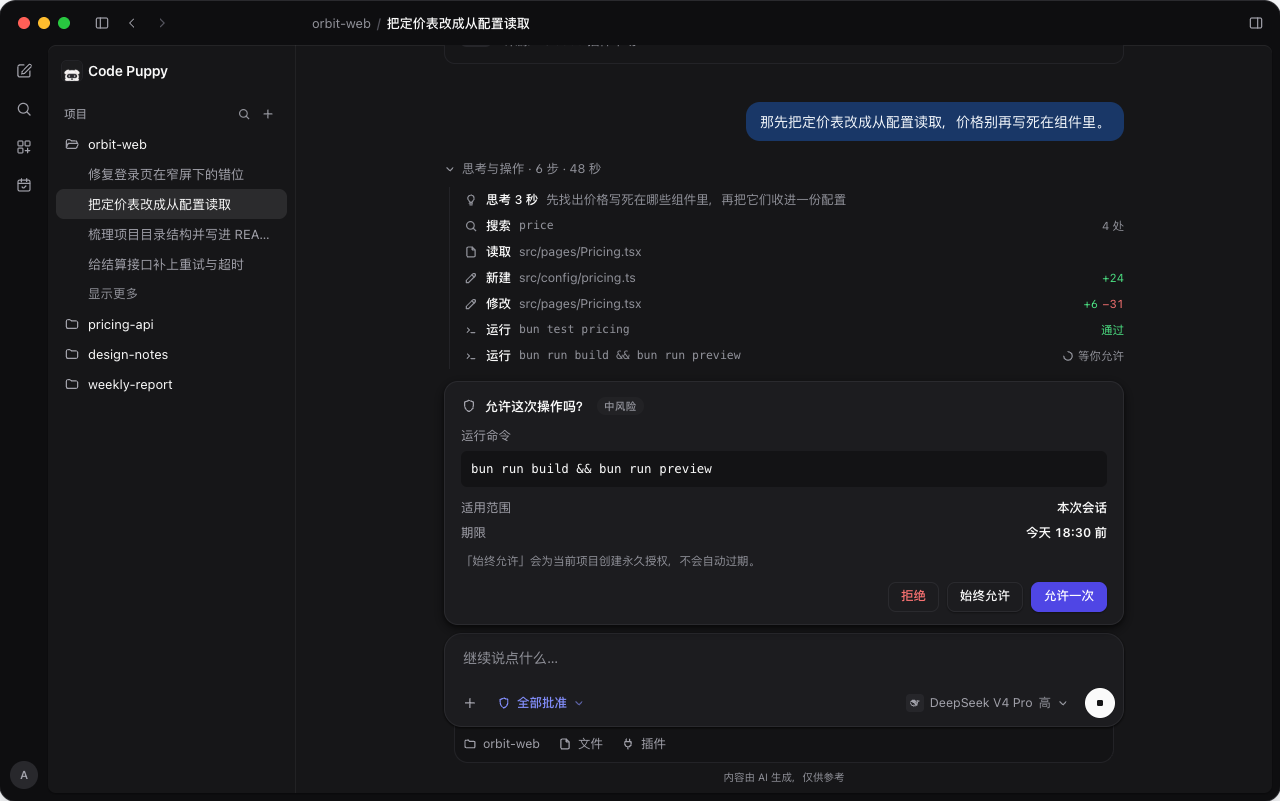 orbit-web / 把定价表改成从配置读取
Code Puppy
项目
orbit-web
修复登录页在窄屏下的错位
把定价表改成从配置读取
梳理项目目录结构并写进 REA...
给结算接口补上重试与超时
显示更多
pricing-api
design-notes
weekly-report
A
那先把定价表改成从配置读取，价格别再写死在组件里。
思考与操作 · 6 步 · 48 秒
思考 3 秒 先找出价格写死在哪些组件里，再把它们收进一份配置
搜索 price 4 处
读取 src/pages/Pricing.tsx
新建 src/config/pricing.ts +24
修改 src/pages/Pricing.tsx +6 −31
运行 bun test pricing 通过
运行 bun run build && bun run preview 等你允许
允许这次操作吗? 中风险
运行命令
bun run build && bun run preview
适用范围 本次会话
期限 今天 18:30 前
「始终允许」会为当前项目创建永久授权，不会自动过期。
拒绝 始终允许 允许一次
继续说点什么...
全部批准 DeepSeek V4 Pro 高
orbit-web 文件 插件
内容由 AI 生成，仅供参考